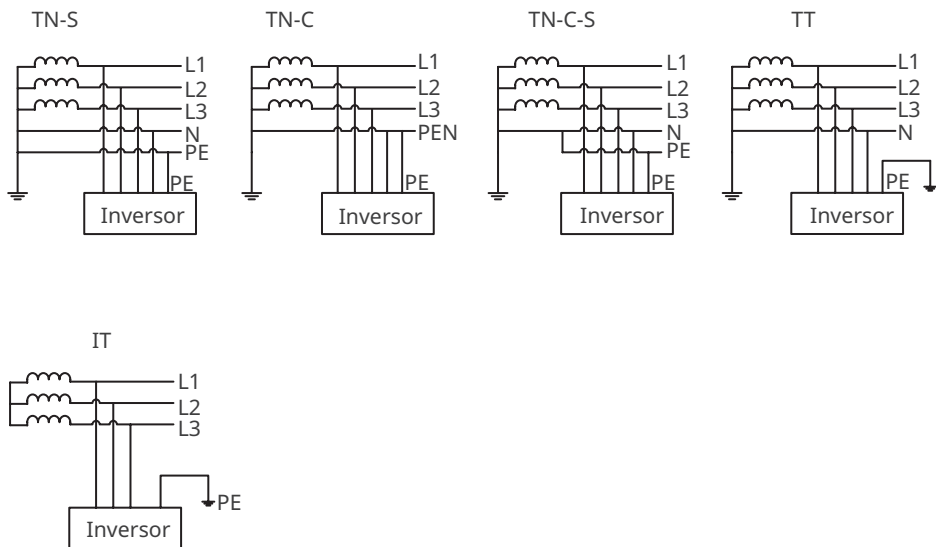 TN-S
L1
L2
L3
N
PE
PE
Inversor
TN-C
L1
L2
L3
PEN
PE
Inversor
TN-C-S
L1
L2
L3
N
PE
PE
Inversor
TT
L1
L2
L3
N
PE
Inversor
IT
L1
L2
L3
PE
Inversor